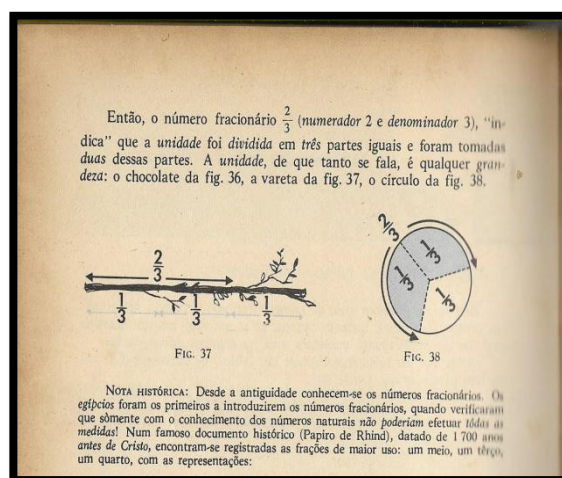 Então, o número fracionário 2/3 (numerador 2 e denominador 3), "in-
dica" que a unidade foi dividida em três partes iguais e foram tomadas
duas dessas partes. A unidade, de que tanto se fala, é qualquer gran-
deza: o chocolate da fig. 36, a vareta da fig. 37, o círculo da fig. 38.
2/3
1/3 1/3 1/3
FIG. 37
2/3
1/3
1/3
1/3
FIG. 38
NOTA HISTÓRICA: Desde a antiguidade conhecem-se os números fracionários. Os
egípcios foram os primeiros a introduzirem os números fracionários, quando verificaram
que sòmente com o conhecimento dos números naturais não poderiam efetuar tôdas as
medidas! Num famoso documento histórico (Papiro de Rhind), datado de 1 700 anos
antes de Cristo, encontram-se registradas as frações de maior uso: um meio, um têrço,
um quarto, com as representações: